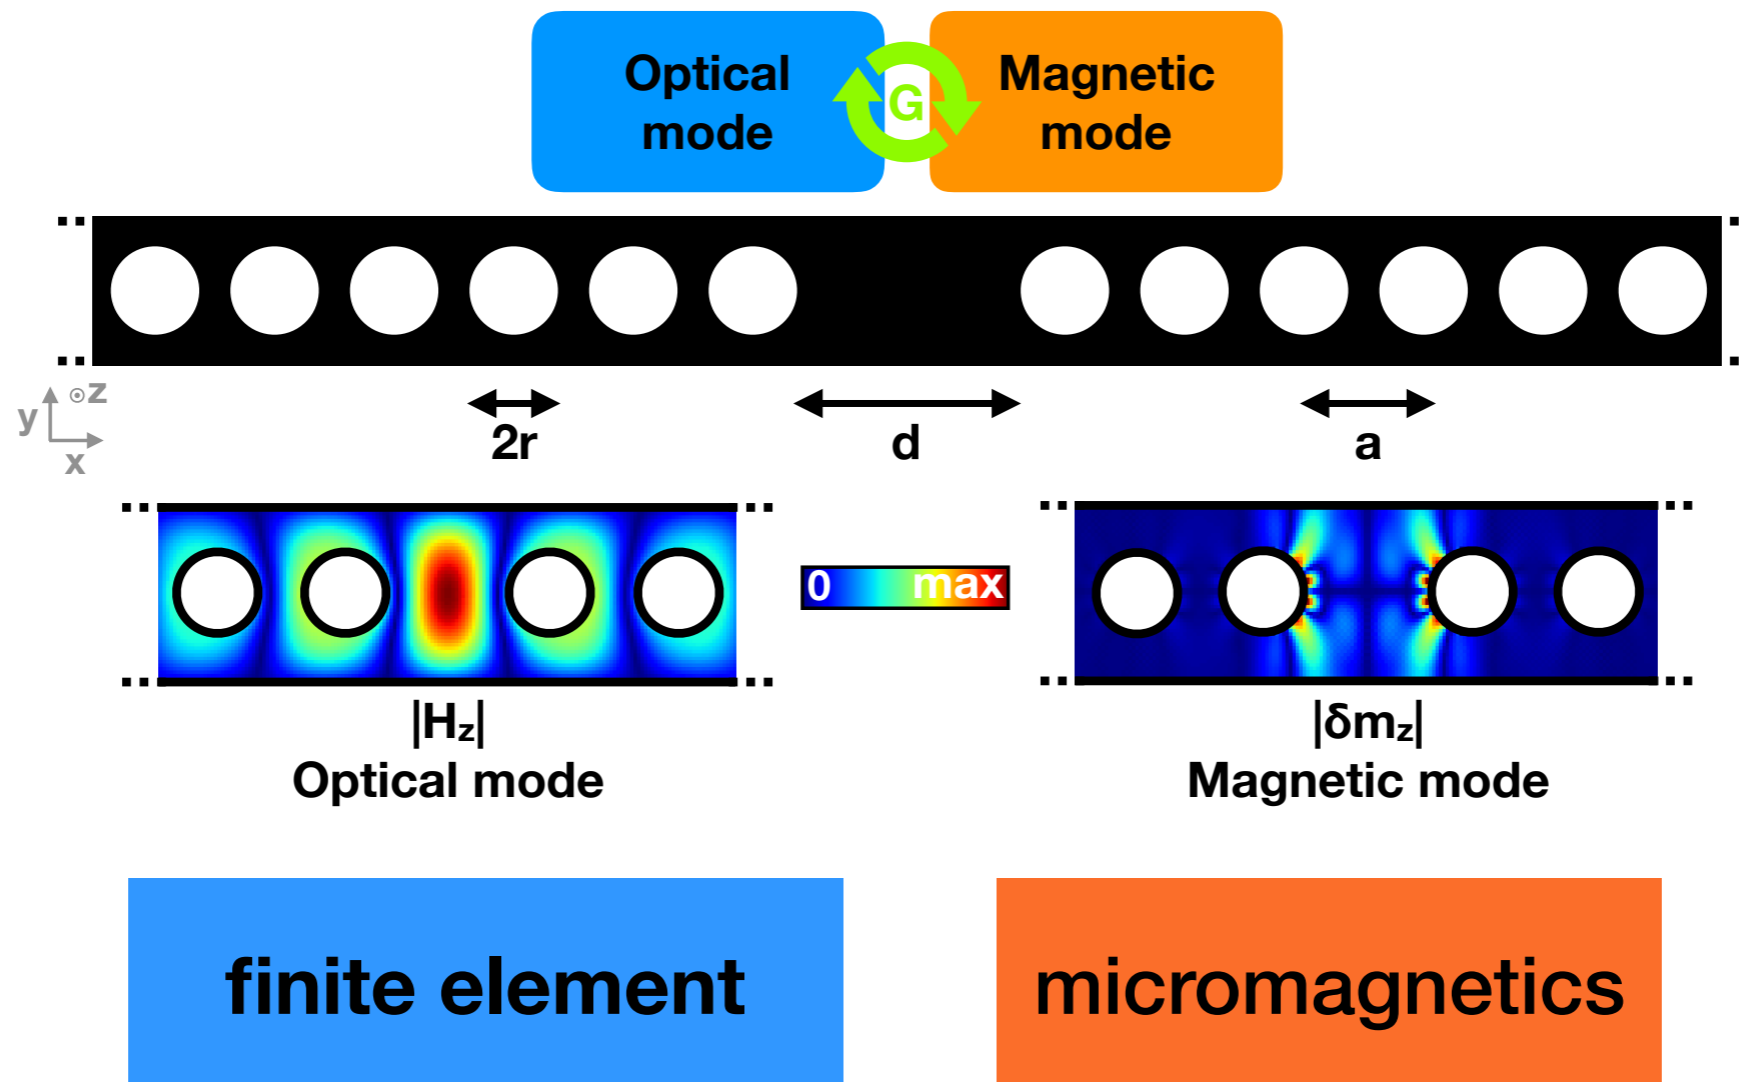 Optical
mode
G
Magnetic
mode
z
y
x
2r
d
a
0
max
|Hz|
Optical mode
|δmz|
Magnetic mode
finite element
micromagnetics